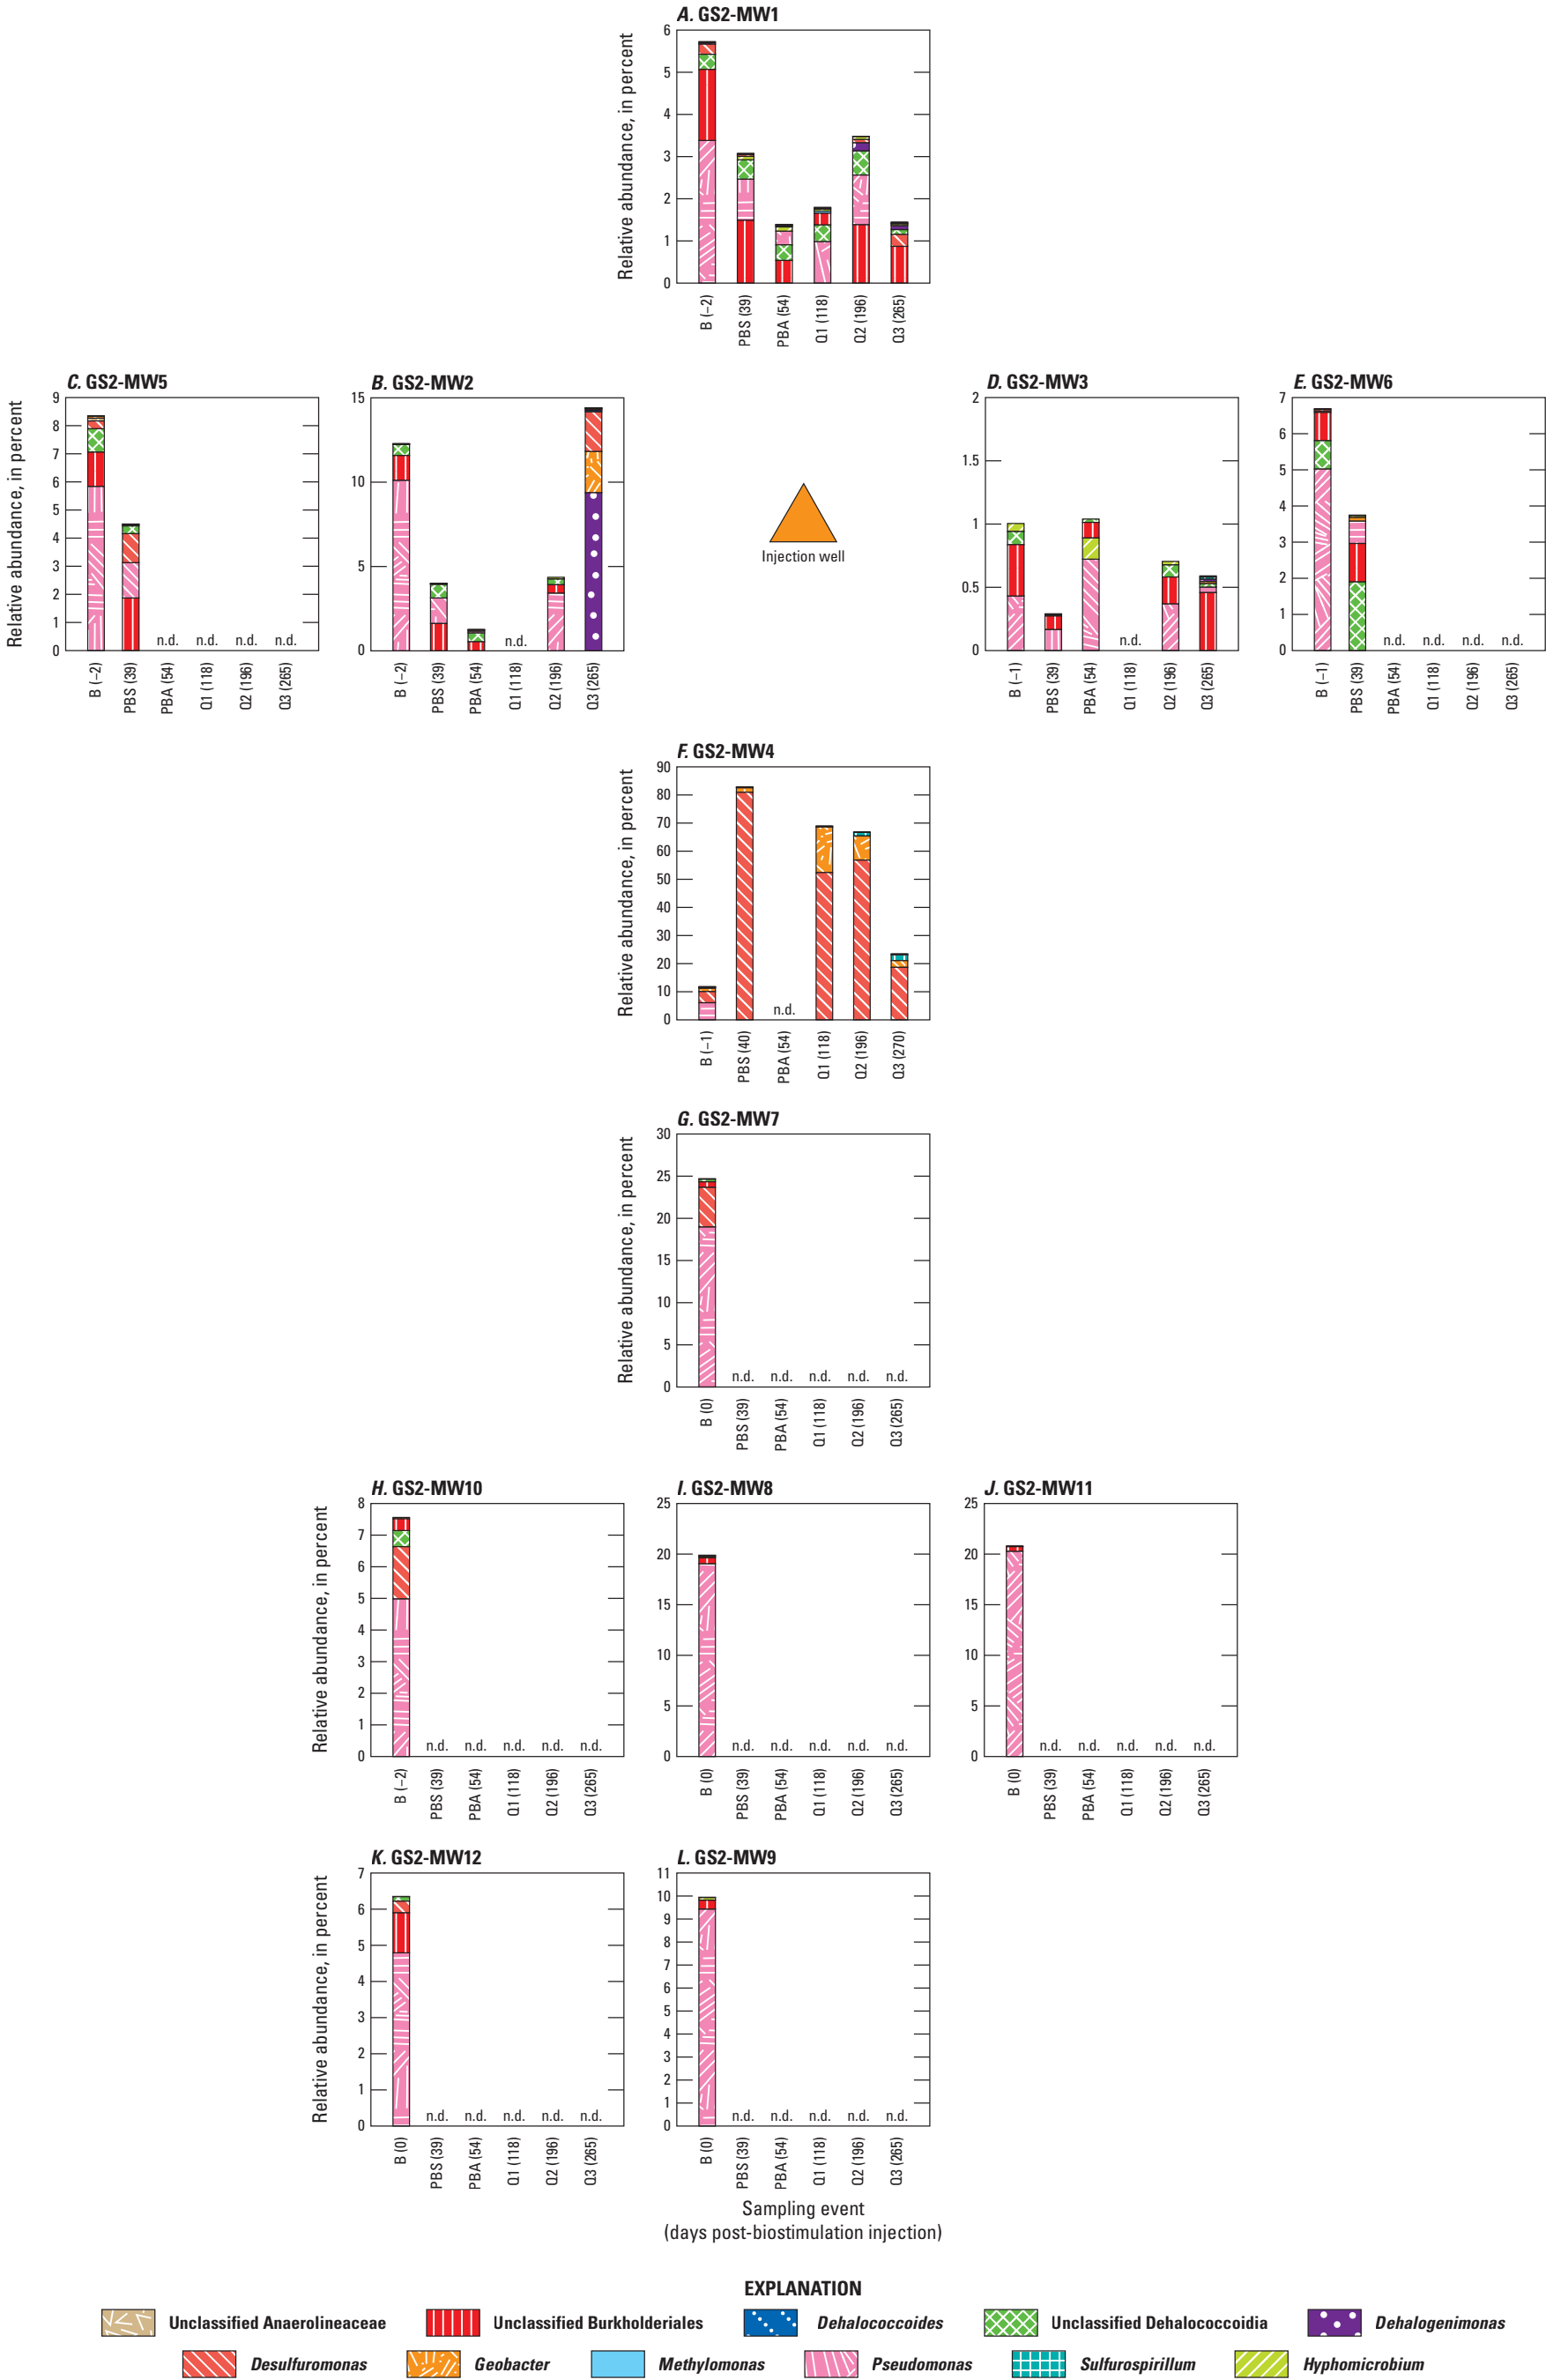 A. GS2-MW1
Relative abundance, in percent
6
5
4
3
2
1
0
B (–2)
PBS (39)
PBA (54)
Q1 (118)
Q2 (196)
Q3 (265)
C. GS2-MW5
Relative abundance, in percent
9
8
7
6
5
4
3
2
1
0
n.d. n.d. n.d. n.d.
B (–2)
PBS (39)
PBA (54)
Q1 (118)
Q2 (196)
Q3 (265)
B. GS2-MW2
15
10
5
0
n.d.
B (–2)
PBS (39)
PBA (54)
Q1 (118)
Q2 (196)
Q3 (265)
Injection well
D. GS2-MW3
2
1.5
1
0.5
0
n.d.
B (–1)
PBS (39)
PBA (54)
Q1 (118)
Q2 (196)
Q3 (265)
E. GS2-MW6
7
6
5
4
3
2
1
0
n.d. n.d. n.d. n.d.
B (–1)
PBS (39)
PBA (54)
Q1 (118)
Q2 (196)
Q3 (265)
F. GS2-MW4
Relative abundance, in percent
90
80
70
60
50
40
30
20
10
0
n.d.
B (–1)
PBS (40)
PBA (54)
Q1 (118)
Q2 (196)
Q3 (270)
G. GS2-MW7
Relative abundance, in percent
30
25
20
15
10
5
0
n.d. n.d. n.d. n.d. n.d.
B (0)
PBS (39)
PBA (54)
Q1 (118)
Q2 (196)
Q3 (265)
H. GS2-MW10
Relative abundance, in percent
8
7
6
5
4
3
2
1
0
n.d. n.d. n.d. n.d. n.d.
B (–2)
PBS (39)
PBA (54)
Q1 (118)
Q2 (196)
Q3 (265)
I. GS2-MW8
25
20
15
10
5
0
n.d. n.d. n.d. n.d. n.d.
B (0)
PBS (39)
PBA (54)
Q1 (118)
Q2 (196)
Q3 (265)
J. GS2-MW11
25
20
15
10
5
0
n.d. n.d. n.d. n.d. n.d.
B (0)
PBS (39)
PBA (54)
Q1 (118)
Q2 (196)
Q3 (265)
K. GS2-MW12
Relative abundance, in percent
7
6
5
4
3
2
1
0
n.d. n.d. n.d. n.d. n.d.
B (0)
PBS (39)
PBA (54)
Q1 (118)
Q2 (196)
Q3 (265)
L. GS2-MW9
11
10
9
8
7
6
5
4
3
2
1
0
n.d. n.d. n.d. n.d. n.d.
B (0)
PBS (39)
PBA (54)
Q1 (118)
Q2 (196)
Q3 (265)
Sampling event
(days post-biostimulation injection)
EXPLANATION
Unclassified Anaerolineaceae Unclassified Burkholderiales Dehalococcoides Unclassified Dehalococcoidia Dehalogenimonas
Desulfuromonas Geobacter Methylomonas Pseudomonas Sulfurospirillum Hyphomicrobium